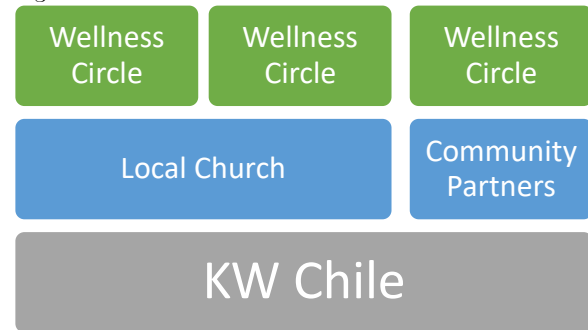 Wellness Wellness Wellness
Circle Circle Circle
Local Church
Community
Partners
KW Chile